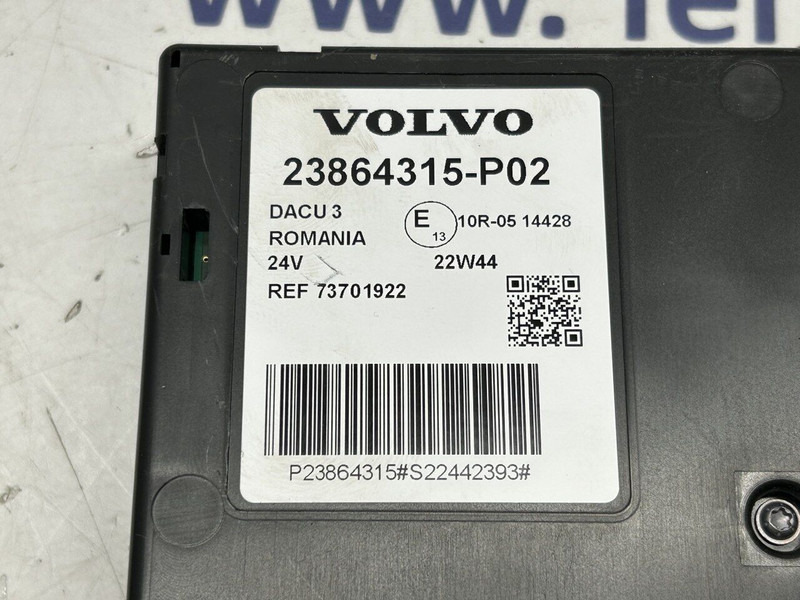 VOLVO
23864315-P02
DACU 3
E 13 10R-05 14428
ROMANIA
24V 22W44
REF 73701922
P23864315#S22442393#